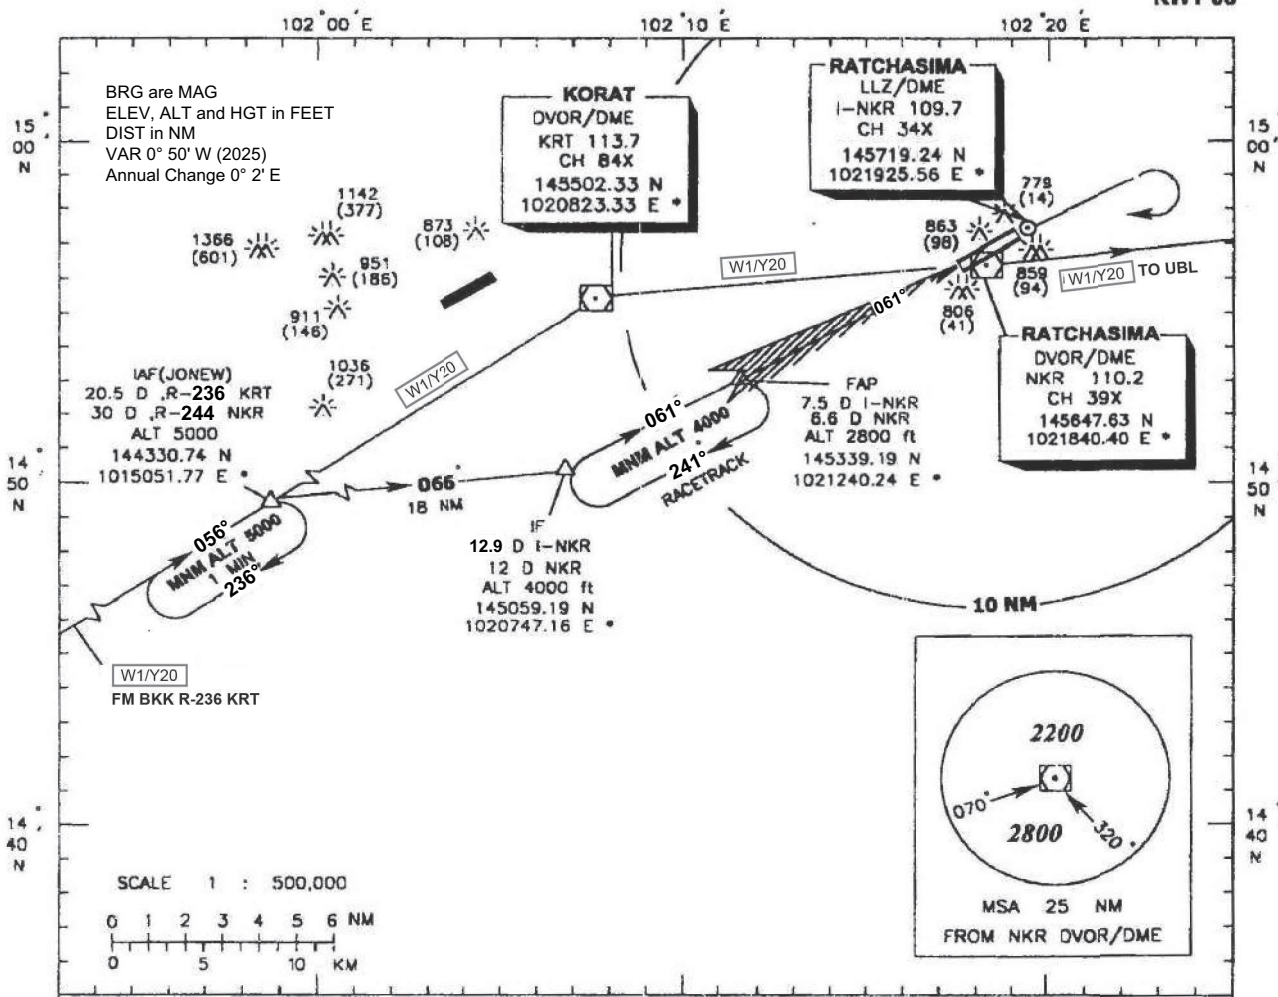 102° 00' E
102° 10' E
102° 20' E
BRG are MAG
ELEV, ALT and HGT in FEET
DIST in NM
VAR 0° 50' W (2025)
Annual Change 0° 2' E
KORAT
DVOR/DME
KRT 113.7
CH 84X
145502.33 N
1020823.33 E *
RATCHASIMA
LLZ/DME
I-NKR 109.7
CH 34X
145719.24 N
1021925.56 E *
15°
00'
N
15°
00'
N
1142
(377)
1366
(601)
873
(108)
951
(186)
911
(146)
1036
(271)
779
(14)
863
(98)
859
(94)
806
(41)
W1/Y20
W1/Y20 TO UBL
061°
RATCHASIMA
DVOR/DME
NKR 110.2
CH 39X
145647.63 N
1021840.40 E *
W1/Y20
IAF(JONEW)
20.5 D ,R-236 KRT
30 D ,R-244 NKR
ALT 5000
144330.74 N
1015051.77 E *
FAP
7.5 D I-NKR
6.6 D NKR
ALT 2800 ft
145339.19 N
1021240.24 E *
061°
MNM ALT 4000
241°
RACETRACK
14°
50'
N
14°
50'
N
066°
18 NM
IF
12.9 D I-NKR
12 D NKR
ALT 4000 ft
145059.19 N
1020747.16 E *
056°
MNM ALT 5000
1 MIN
236°
10 NM
W1/Y20
FM BKK R-236 KRT
2200
070°
2800
320°
MSA 25 NM
FROM NKR DVOR/DME
14°
40'
N
14°
40'
N
SCALE 1 : 500,000
0 1 2 3 4 5 6 NM
0 5 10 KM